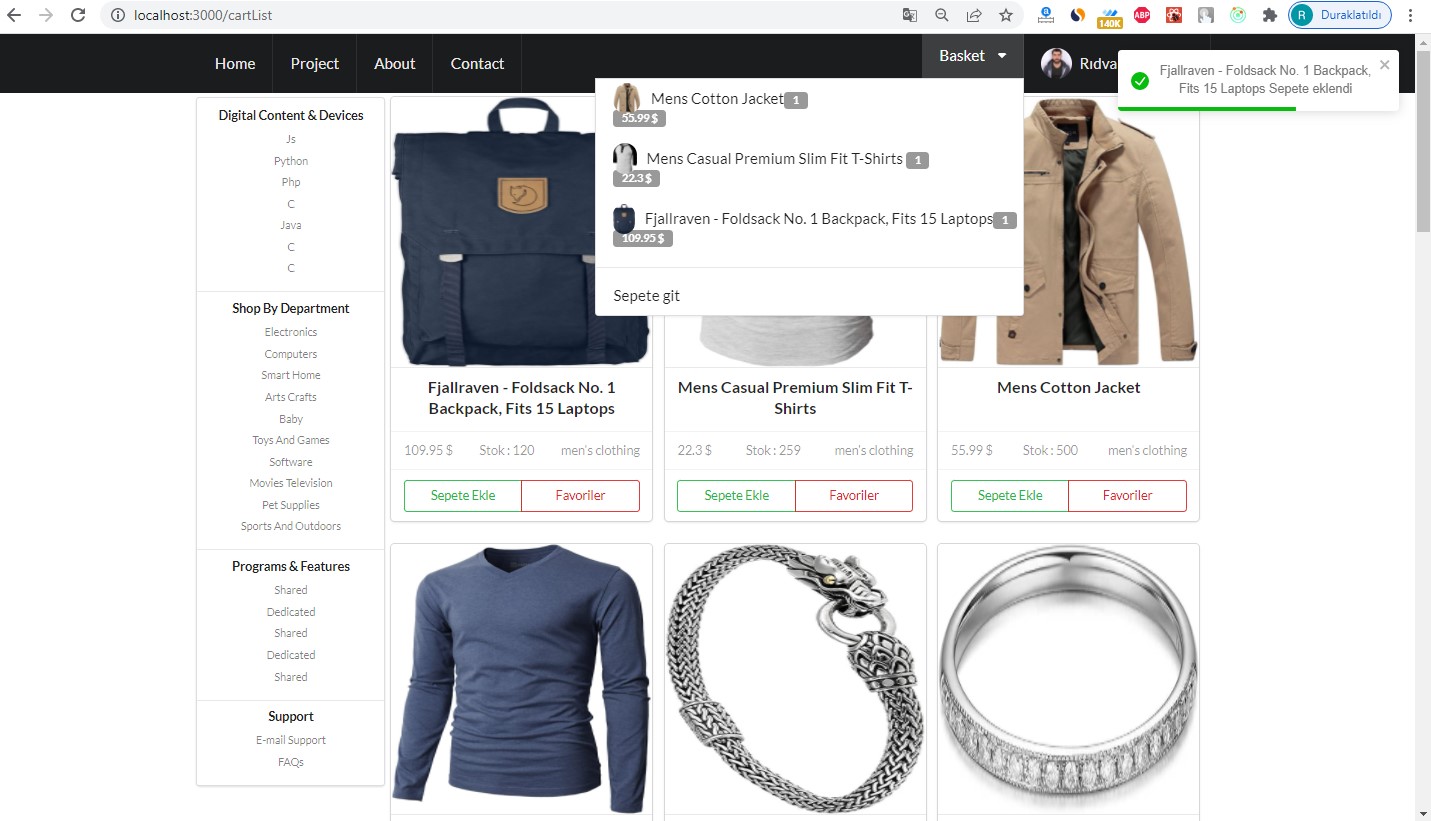 localhost:3000/cartList
140K
ABP
R
Duraklatıldı
Home
Project
About
Contact
Basket
Rıdva
Fjallraven - Foldsack No. 1 Backpack,
Fits 15 Laptops Sepete eklendi
Mens Cotton Jacket 1
55.99 $
Mens Casual Premium Slim Fit T-Shirts 1
22.3 $
Fjallraven - Foldsack No. 1 Backpack, Fits 15 Laptops 1
109.95 $
Sepete git
Digital Content & Devices
Js
Python
Php
C
Java
C
C
Shop By Department
Electronics
Computers
Smart Home
Arts Crafts
Baby
Toys And Games
Software
Movies Television
Pet Supplies
Sports And Outdoors
Programs & Features
Shared
Dedicated
Shared
Dedicated
Shared
Support
E-mail Support
FAQs
Fjallraven - Foldsack No. 1
Backpack, Fits 15 Laptops
109.95 $ Stok : 120 men's clothing
Sepete Ekle Favoriler
Mens Casual Premium Slim Fit T-
Shirts
22.3 $ Stok : 259 men's clothing
Sepete Ekle Favoriler
Mens Cotton Jacket
55.99 $ Stok : 500 men's clothing
Sepete Ekle Favoriler